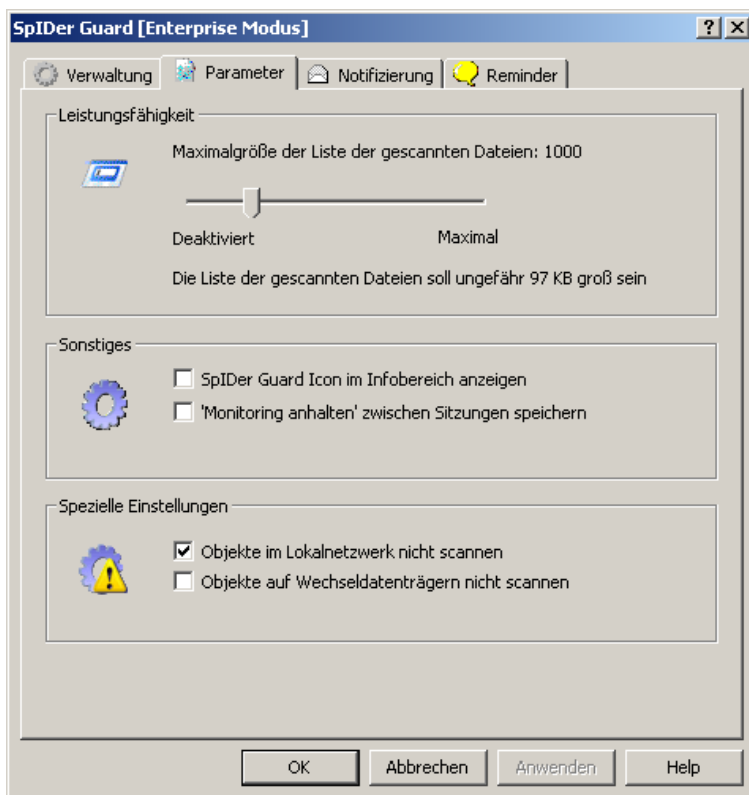 SpIDer Guard [Enterprise Modus]
Verwaltung Parameter Notifizierung Reminder
Leistungsfähigkeit
Maximalgröße der Liste der gescannten Dateien: 1000
Deaktiviert Maximal
Die Liste der gescannten Dateien soll ungefähr 97 KB groß sein
Sonstiges
SpIDer Guard Icon im Infobereich anzeigen
'Monitoring anhalten' zwischen Sitzungen speichern
Spezielle Einstellungen
Objekte im Lokalnetzwerk nicht scannen
Objekte auf Wechseldatenträgern nicht scannen
OK Abbrechen Anwenden Help